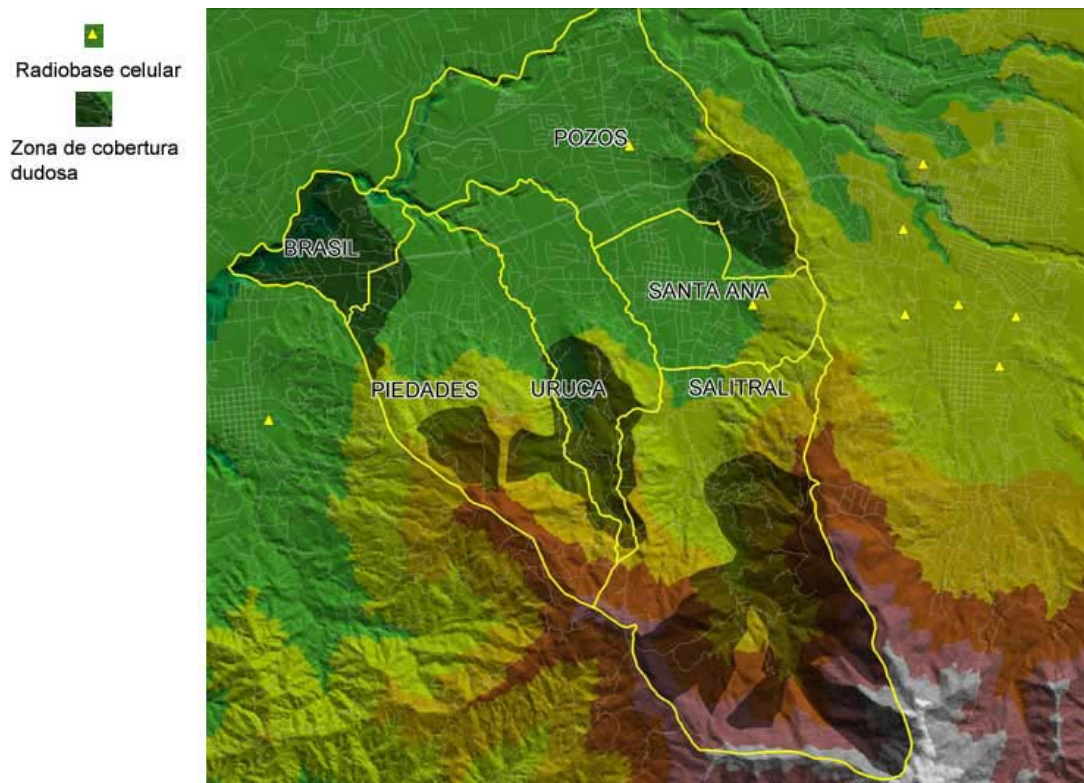 Radiobase celular
Zona de cobertura
dudosa
POZOS
BRASIL
SANTA ANA
PIEDADES
URUCA
SALITRAL